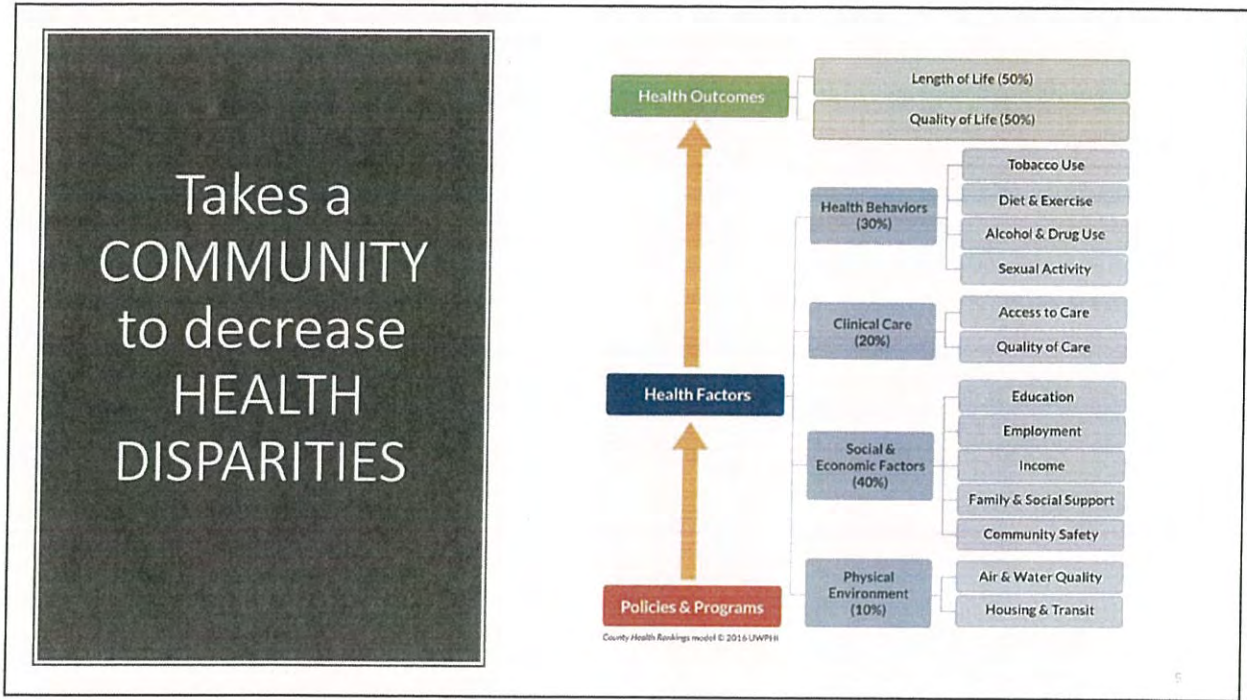 Takes a
COMMUNITY
to decrease
HEALTH
DISPARITIES
Health Outcomes
Length of Life (50%)
Quality of Life (50%)
Health Behaviors
(30%)
Tobacco Use
Diet & Exercise
Alcohol & Drug Use
Sexual Activity
Clinical Care
(20%)
Access to Care
Quality of Care
Health Factors
Social &
Economic Factors
(40%)
Education
Employment
Income
Family & Social Support
Community Safety
Physical
Environment
(10%)
Air & Water Quality
Housing & Transit
Policies & Programs
County Health Rankings model © 2016 UWPHI
5